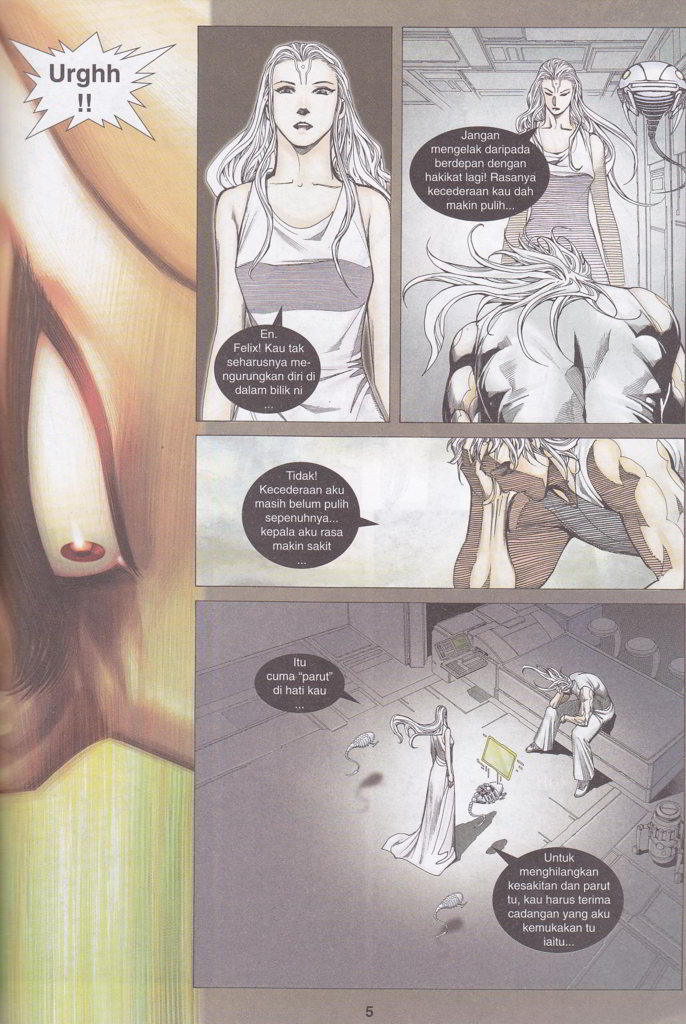 Urghh
!!
En.
Felix! Kau tak
seharusnya me-
ngurungkan diri di
dalam bilik ni
...
Jangan
mengelak daripada
berdepan dengan
hakikat lagi! Rasanya
kecederaan kau dah
makin pulih...
Tidak!
Kecederaan aku
masih belum pulih
sepenuhnya...
kepala aku rasa
makin sakit
...
Itu
cuma “parut”
di hati kau
...
Untuk
menghilangkan
kesakitan dan parut
tu, kau harus terima
cadangan yang aku
kemukakan tu
iaitu...
5